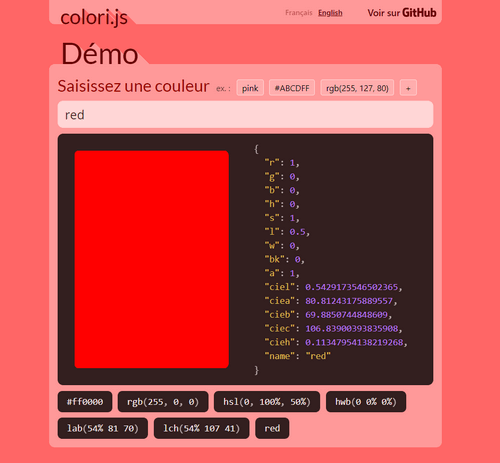 colori.js
Français English Voir sur GitHub
Démo
Saisissez une couleur ex. : pink #ABCDFF rgb(255, 127, 80) +
red
{
"r": 1,
"g": 0,
"b": 0,
"h": 0,
"s": 1,
"l": 0.5,
"w": 0,
"bk": 0,
"a": 1,
"ciel": 0.5429173546502365,
"ciea": 80.81243175889557,
"cieb": 69.8850744848609,
"ciec": 106.83900393835908,
"cieh": 0.11347954138219268,
"name": "red"
}
#ff0000 rgb(255, 0, 0) hsl(0, 100%, 50%) hwb(0 0% 0%)
lab(54% 81 70) lch(54% 107 41) red